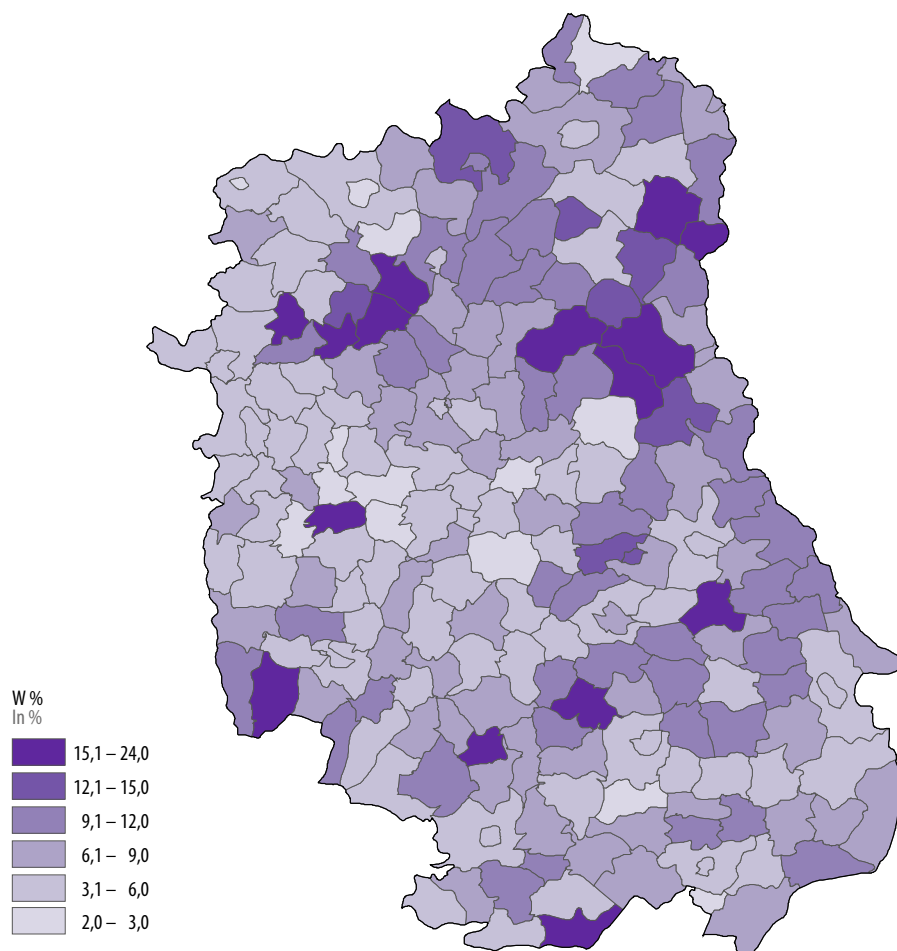 W %
In %
15,1 – 24,0
12,1 – 15,0
9,1 – 12,0
6,1 – 9,0
3,1 – 6,0
2,0 – 3,0